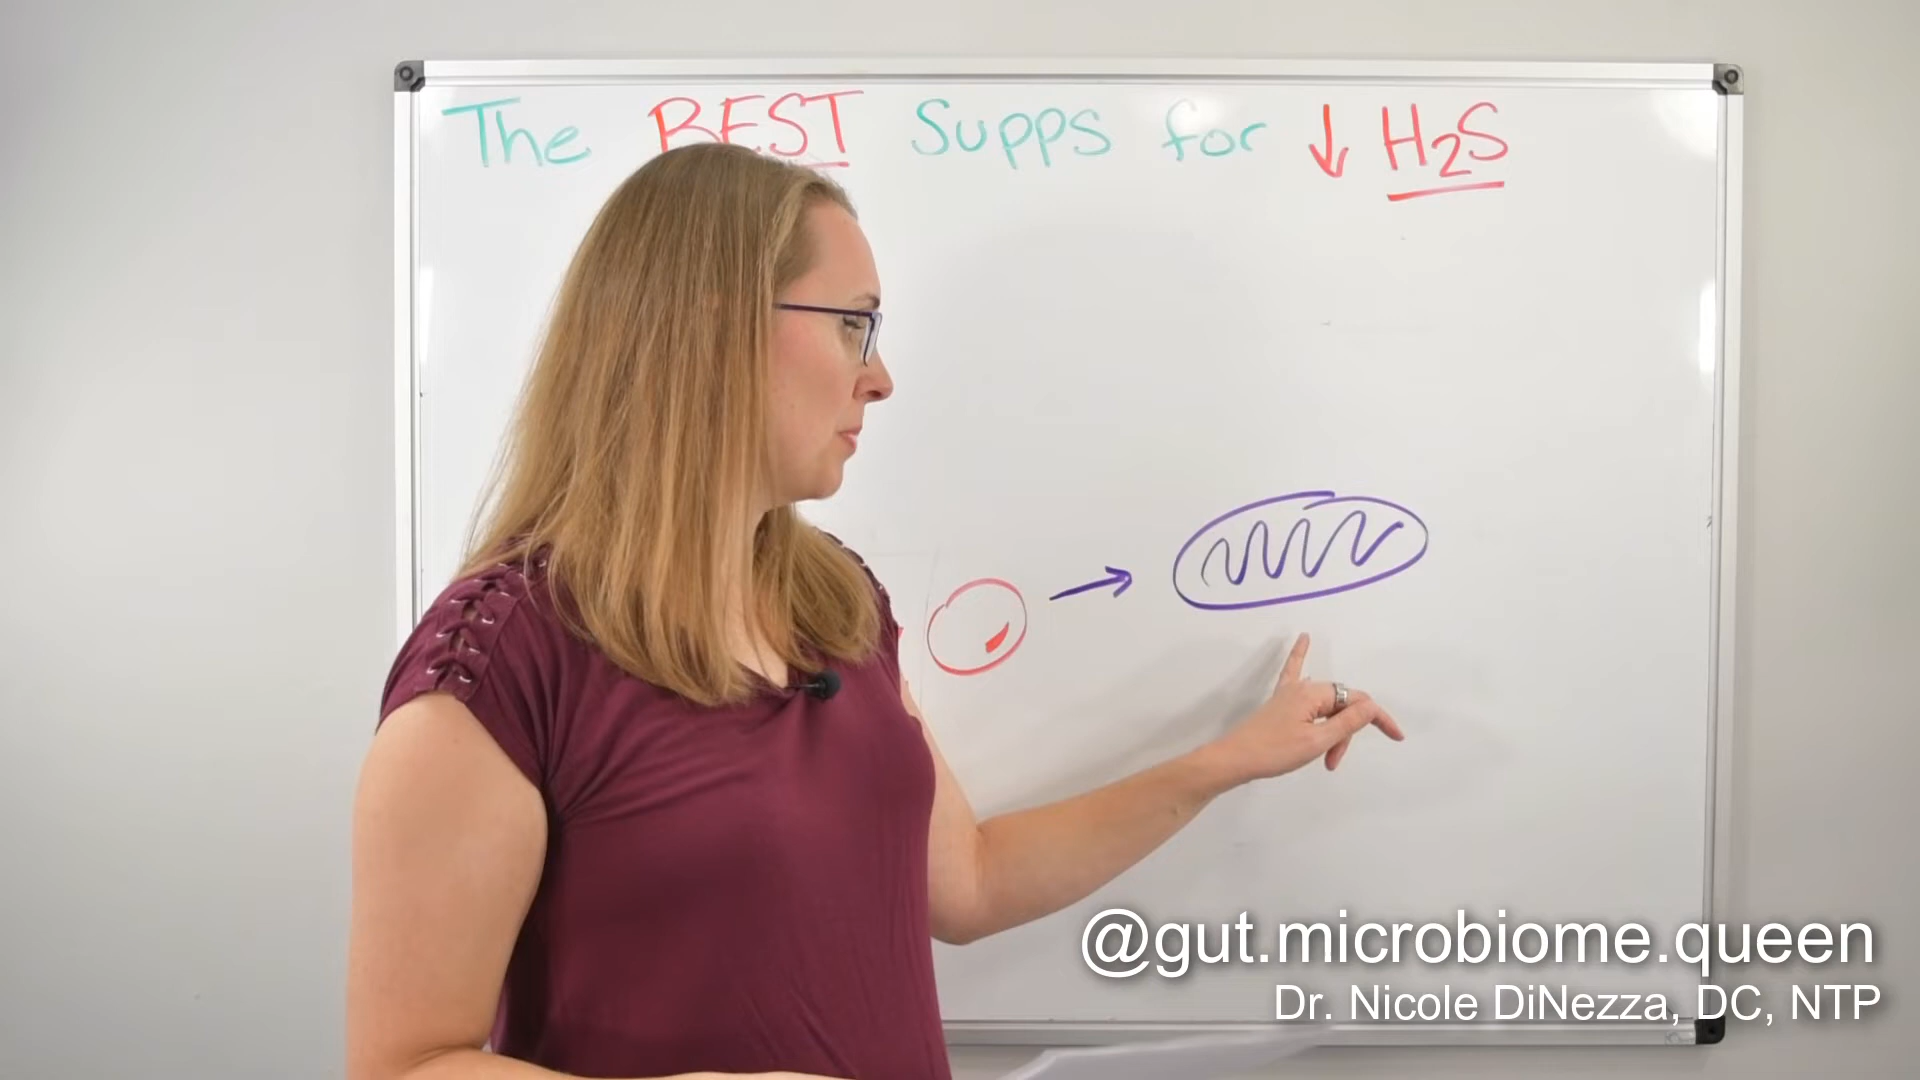 The BEST Supps for ↓ H₂S
@gut.microbiome.queen
Dr. Nicole DiNezza, DC, NTP